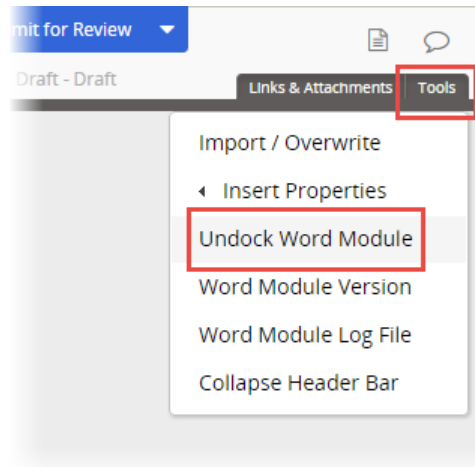 mit for Review
Draft - Draft
Links & Attachments
Tools
Import / Overwrite
Insert Properties
Undock Word Module
Word Module Version
Word Module Log File
Collapse Header Bar